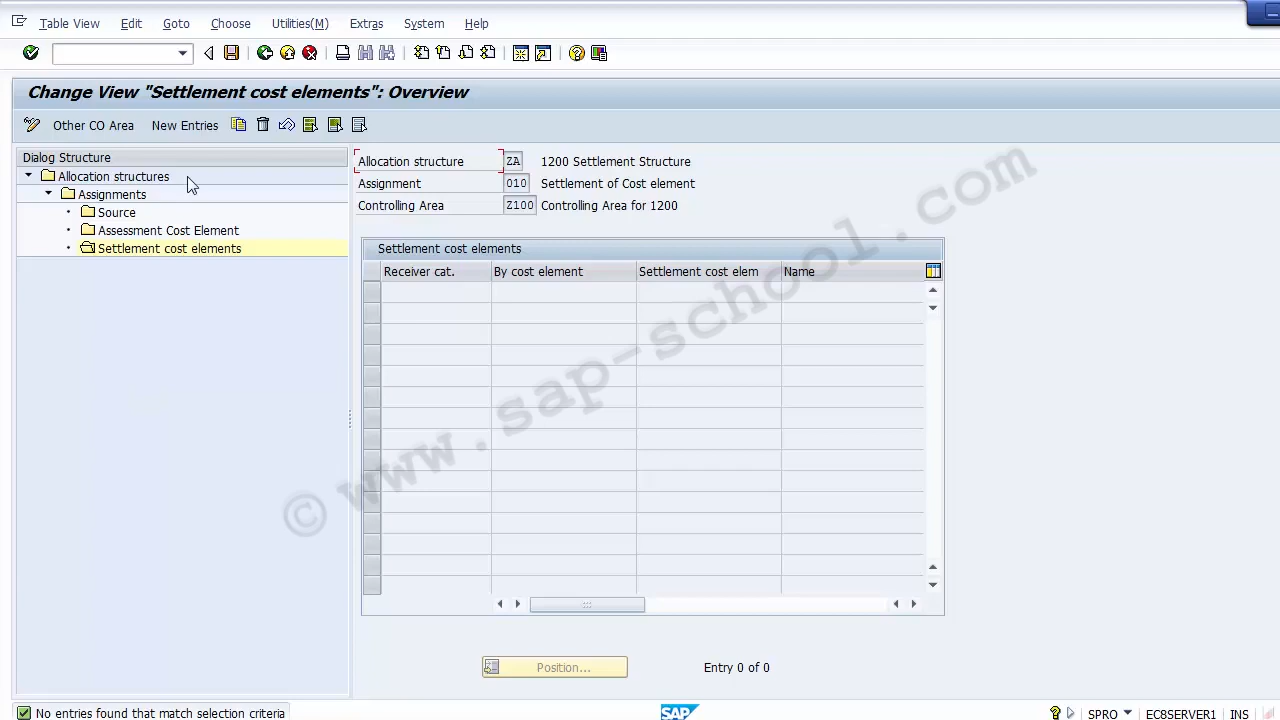 Table View Edit Goto Choose Utilities(M) Extras System Help
Change View "Settlement cost elements": Overview
Other CO Area New Entries
Dialog Structure
Allocation structures
Assignments
Source
Assessment Cost Element
Settlement cost elements
Allocation structure ZA 1200 Settlement Structure
Assignment 010 Settlement of Cost element
Controlling Area Z100 Controlling Area for 1200
Settlement cost elements
Receiver cat. By cost element Settlement cost elem Name
© www.sap-school.com
Position... Entry 0 of 0
No entries found that match selection criteria SAP SPRO EC8SERVER1 INS